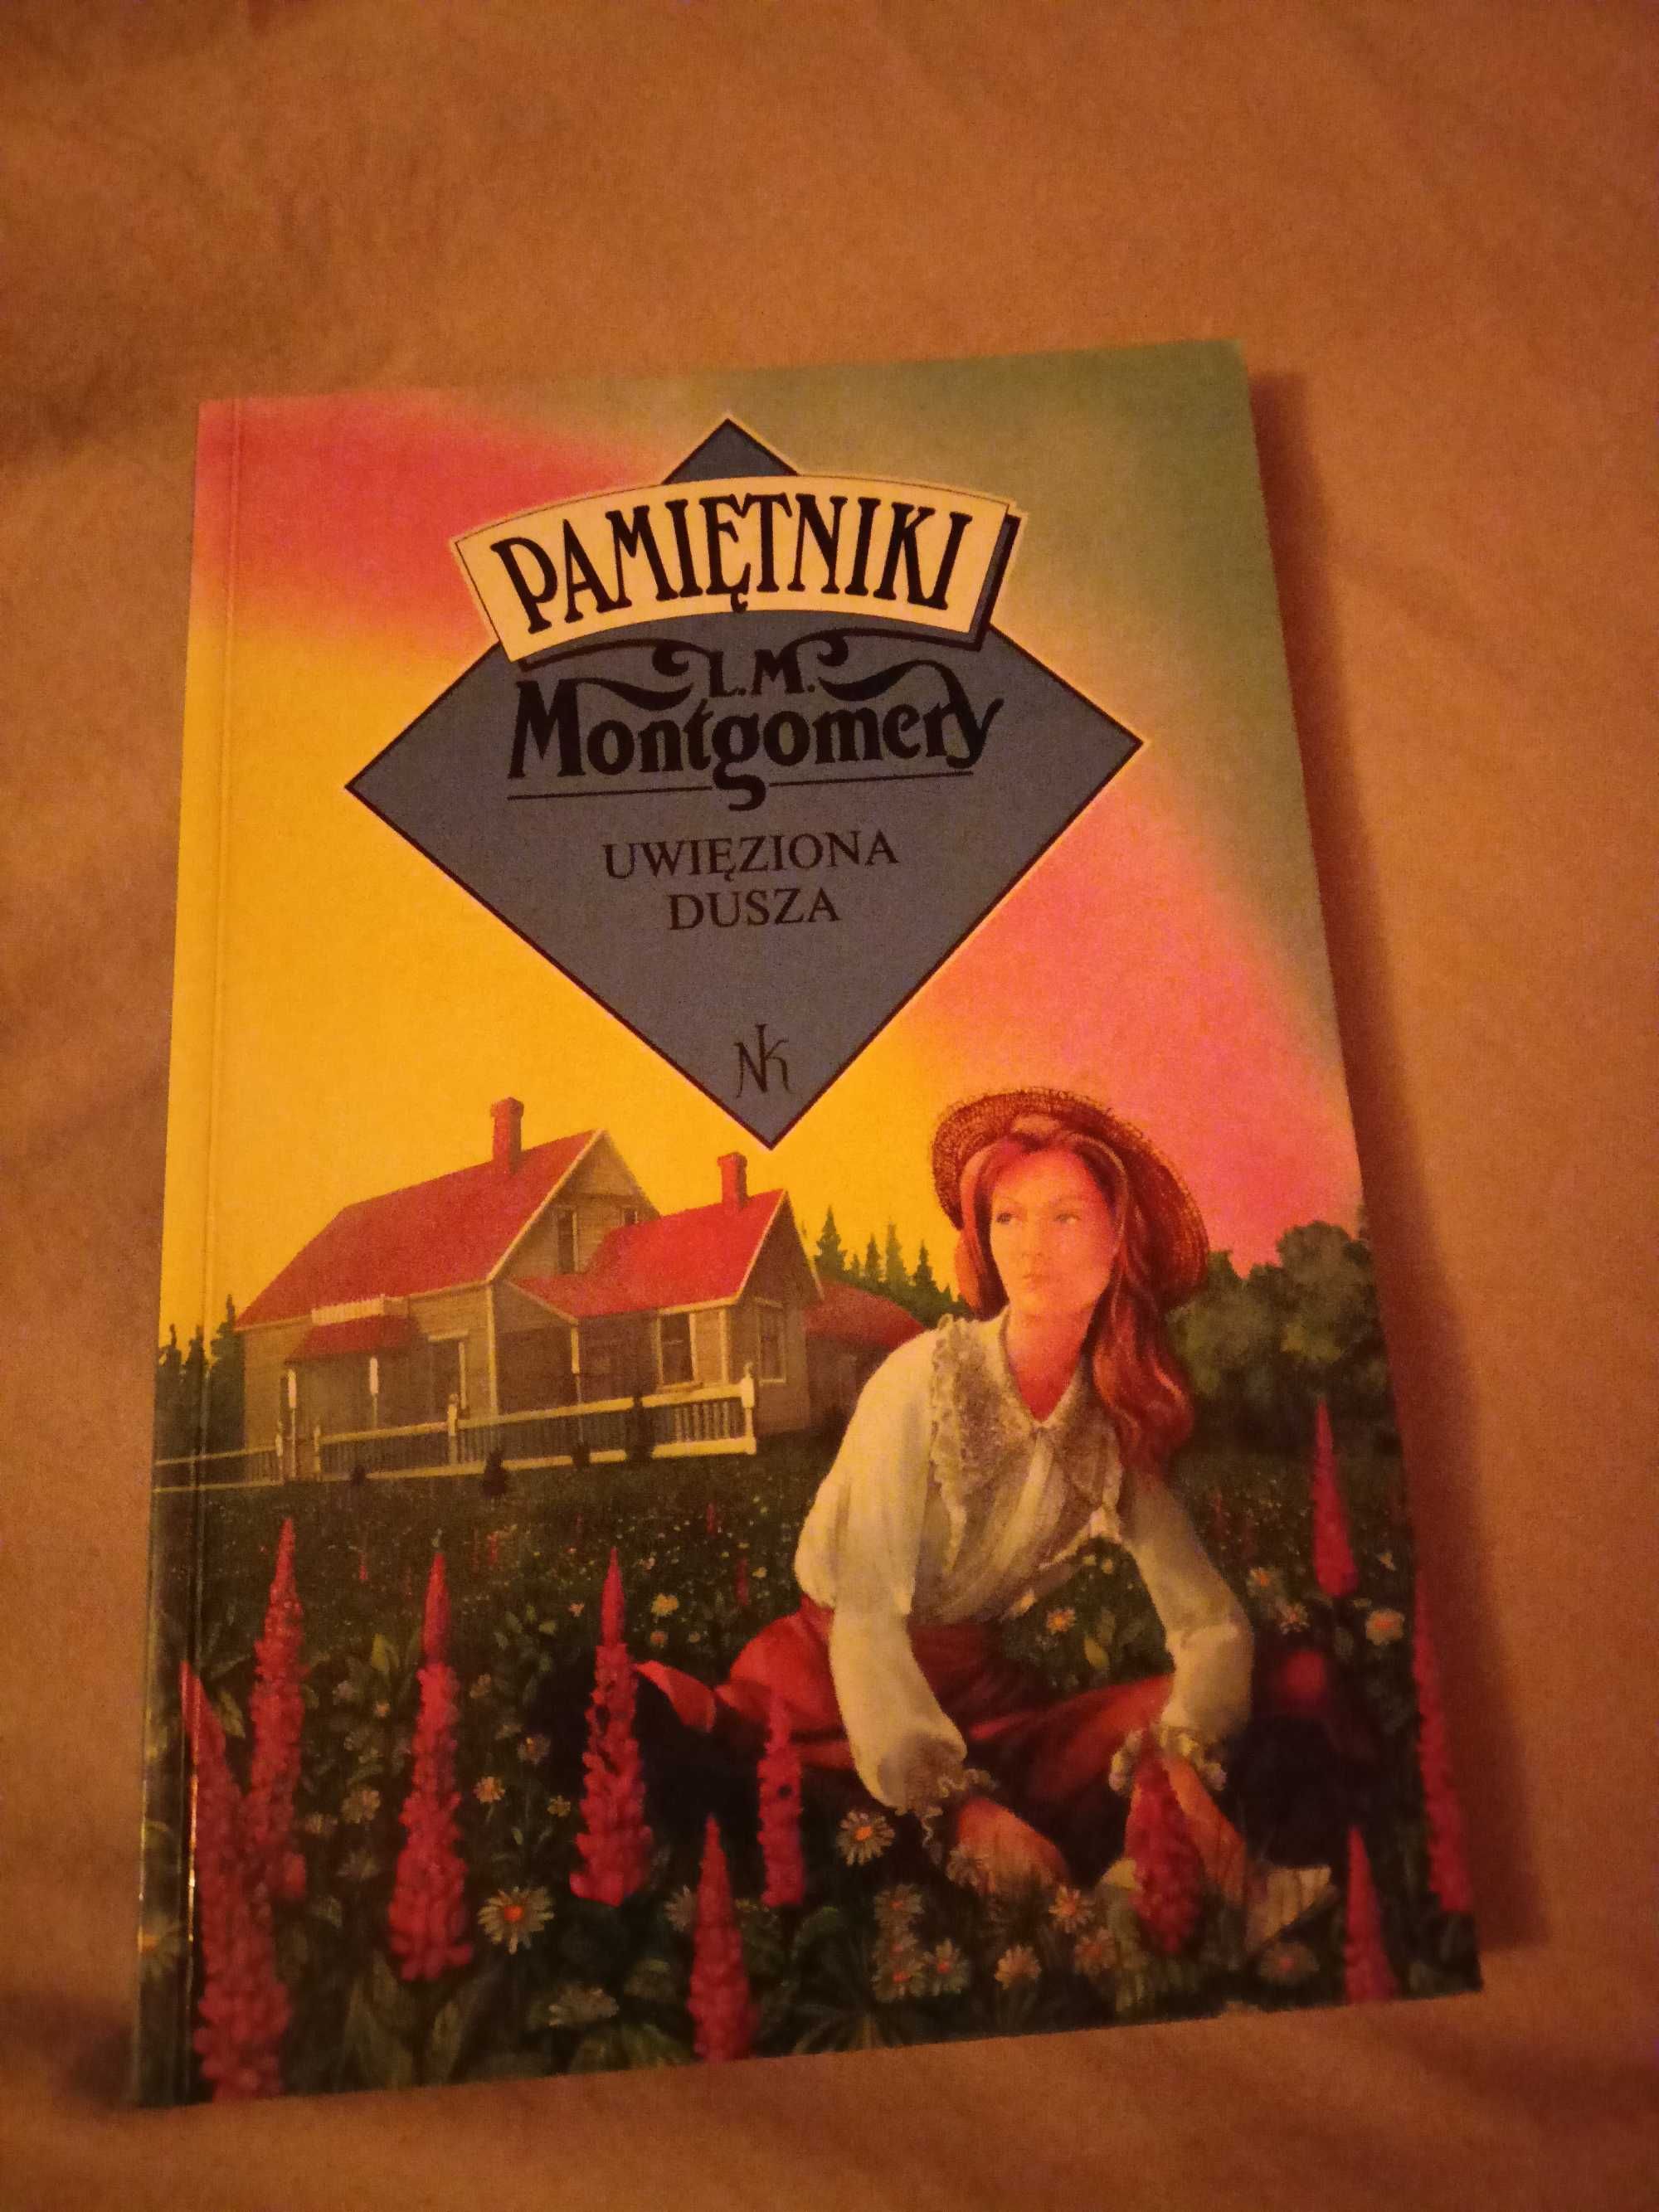 PAMIĘTNIKI
L.M.
Montgomery
UWIĘZIONA
DUSZA
NK